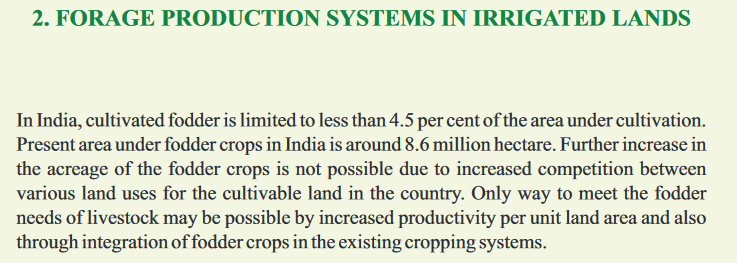 2. FORAGE PRODUCTION SYSTEMS IN IRRIGATED LANDS
In India, cultivated fodder is limited to less than 4.5 per cent of the area under cultivation.
Present area under fodder crops in India is around 8.6 million hectare. Further increase in
the acreage of the fodder crops is not possible due to increased competition between
various land uses for the cultivable land in the country. Only way to meet the fodder
needs of livestock may be possible by increased productivity per unit land area and also
through integration of fodder crops in the existing cropping systems.